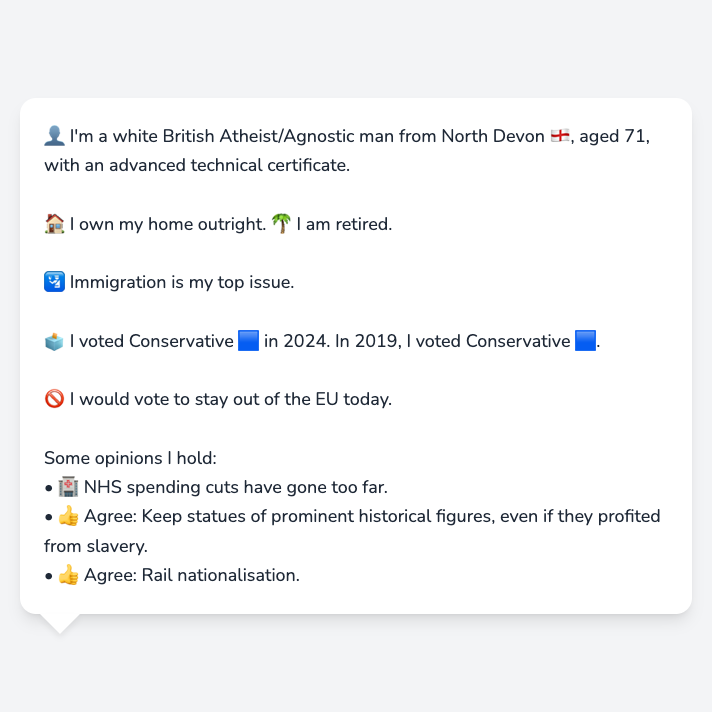 👤 I'm a white British Atheist/Agnostic man from North Devon 🏴󠁧󠁢󠁥󠁮󠁧󠁿, aged 71,
with an advanced technical certificate.
🏠 I own my home outright. 🌴 I am retired.
🛂 Immigration is my top issue.
🗳️ I voted Conservative 🟦 in 2024. In 2019, I voted Conservative 🟦.
🚫 I would vote to stay out of the EU today.
Some opinions I hold:
• 🏥 NHS spending cuts have gone too far.
• 👍 Agree: Keep statues of prominent historical figures, even if they profited
from slavery.
• 👍 Agree: Rail nationalisation.